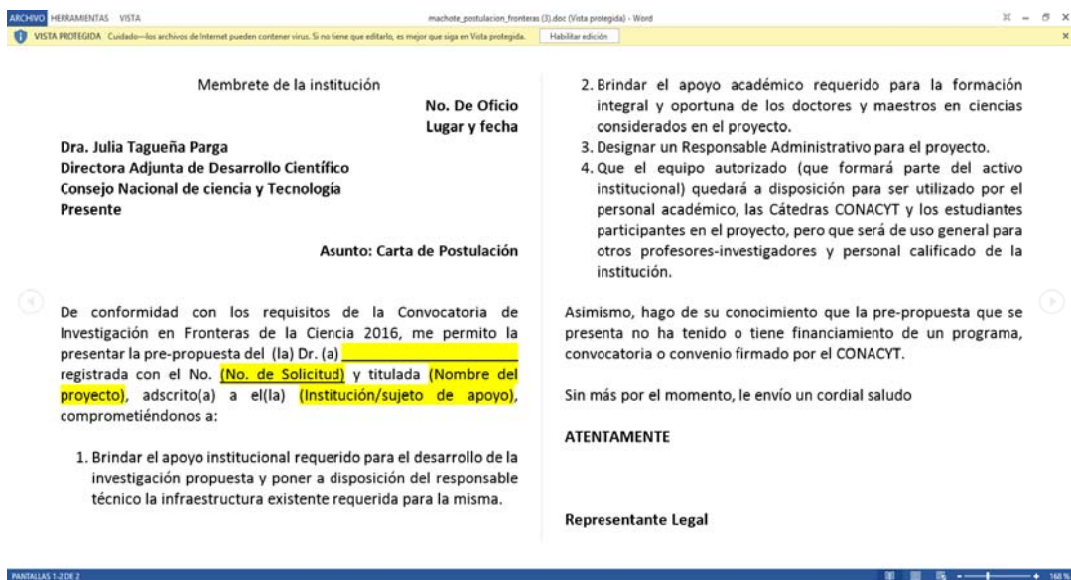 ARCHIVO HERRAMIENTAS VISTA
machote_postulacion_fronteras (3).doc (Vista protegida) - Word
VISTA PROTEGIDA Cuidado—los archivos de Internet pueden contener virus. Si no tiene que editarlo, es mejor que siga en Vista protegida. Habilitar edición
Membrete de la institución
No. De Oficio
Lugar y fecha
Dra. Julia Tagueña Parga
Directora Adjunta de Desarrollo Científico
Consejo Nacional de ciencia y Tecnología
Presente
Asunto: Carta de Postulación
De conformidad con los requisitos de la Convocatoria de
Investigación en Fronteras de la Ciencia 2016, me permito la
presentar la pre-propuesta del (la) Dr. (a)
registrada con el No. (No. de Solicitud) y titulada (Nombre del
proyecto), adscrito(a) a el(la) (Institución/sujeto de apoyo),
comprometiéndonos a:
1. Brindar el apoyo institucional requerido para el desarrollo de la
investigación propuesta y poner a disposición del responsable
técnico la infraestructura existente requerida para la misma.
2. Brindar el apoyo académico requerido para la formación
integral y oportuna de los doctores y maestros en ciencias
considerados en el proyecto.
3. Designar un Responsable Administrativo para el proyecto.
4. Que el equipo autorizado (que formará parte del activo
institucional) quedará a disposición para ser utilizado por el
personal académico, las Cátedras CONACYT y los estudiantes
participantes en el proyecto, pero que será de uso general para
otros profesores-investigadores y personal calificado de la
institución.
Asimismo, hago de su conocimiento que la pre-propuesta que se
presenta no ha tenido o tiene financiamiento de un programa,
convocatoria o convenio firmado por el CONACYT.
Sin más por el momento, le envío un cordial saludo
ATENTAMENTE
Representante Legal
PANTALLAS 1-2 DE 2
160 %